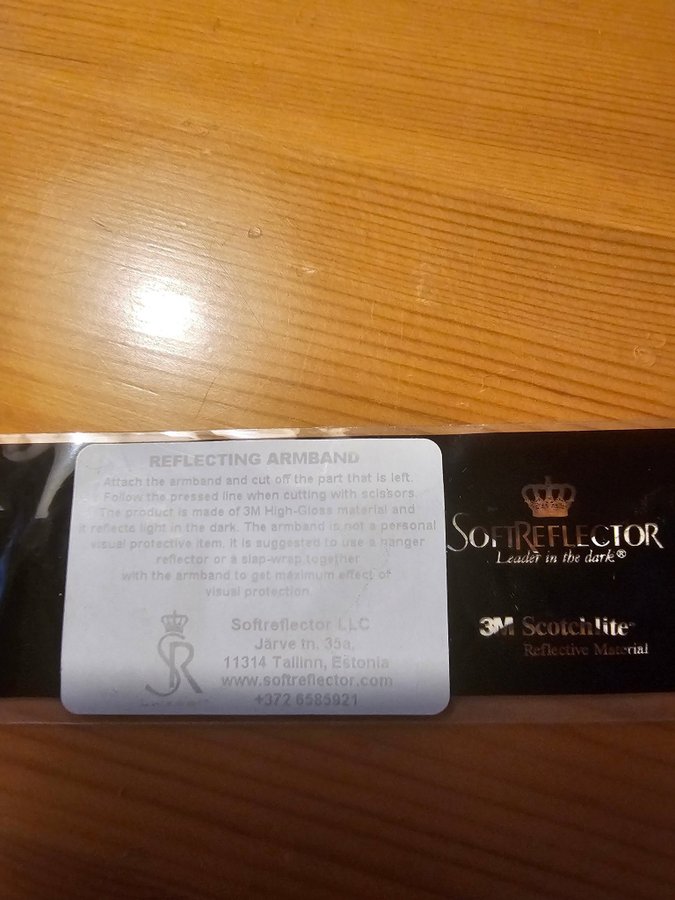 REFLECTING ARMBAND
Attach the armband and cut off the part that is left.
Follow the pressed line when cutting with scissors.
The product is made of 3M High-Gloss material and
it reflects light in the dark. The armband is not a personal
visual protective item. It is suggested to use a hanger
reflector or a slap-wrap together
with the armband to get maximum effect of
visual protection.
SR
Softreflector LLC
Järve tn. 35a,
11314 Tallinn, Estonia
www.softreflector.com
+372 6585921
SOFTREFLECTOR
Leader in the dark®
3M Scotchlite™
Reflective Material